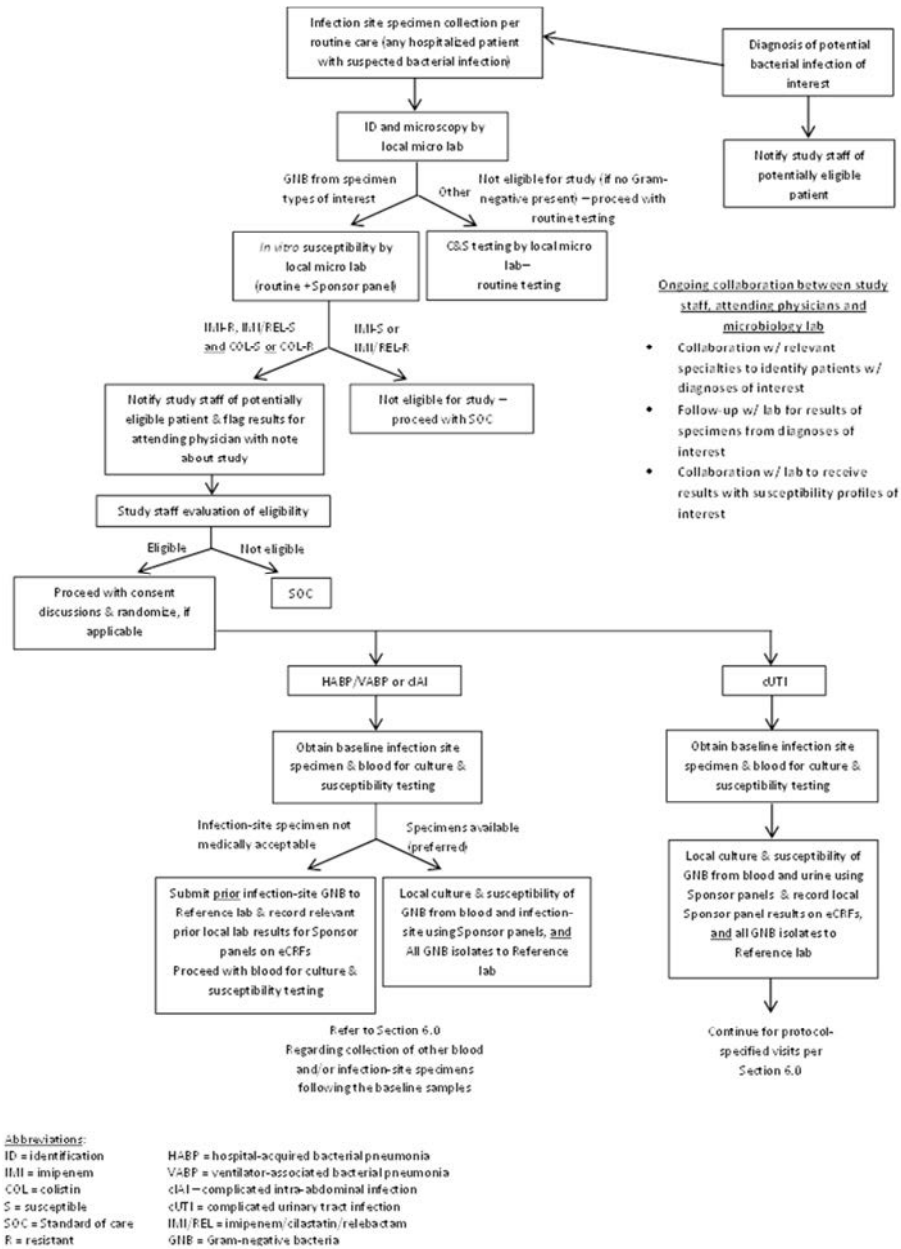 Infection site specimen collection per
routine care (any hospitalized patient
with suspected bacterial infection)
Diagnosis of potential
bacterial infection of
interest
ID and microscopy by
local micro lab
Notify study staff of
potentially eligible
patient
GNB from specimen
types of interest
Other
Not eligible for study (if no Gram-
negative present) – proceed with
routine testing
In vitro susceptibility by
local micro lab
(routine + Sponsor panel)
C&S testing by local micro
lab–
routine testing
Ongoing collaboration between study
staff, attending physicians and
microbiology lab
• Collaboration w/ relevant
specialties to identify patients w/
diagnoses of interest
• Follow-up w/ lab for results of
specimens from diagnoses of
interest
• Collaboration w/ lab to receive
results with susceptibility profiles of
interest
IMI-R, IMI/REL-S
and COL-S or COL-R
IMI-S or
IMI/REL-R
Notify study staff of potentially
eligible patient & flag results for
attending physician with note
about study
Not eligible for study –
proceed with SOC
Study staff evaluation of eligibility
Eligible
Not eligible
Proceed with consent
discussions & randomize, if
applicable
SOC
HABP/VABP or cIAI
cUTI
Obtain baseline infection site
specimen & blood for culture &
susceptibility testing
Obtain baseline infection site
specimen & blood for culture &
susceptibility testing
Infection-site specimen not
medically acceptable
Specimens available
(preferred)
Submit prior infection-site GNB to
Reference lab & record relevant
prior local lab results for Sponsor
panels on eCRFs
Proceed with blood for culture &
susceptibility testing
Local culture & susceptibility of
GNB from blood and infection-
site using Sponsor panels, and
All GNB isolates to Reference
lab
Local culture & susceptibility of
GNB from blood and urine using
Sponsor panels & record local
Sponsor panel results on eCRFs,
and all GNB isolates to
Reference lab
Refer to Section 6.0
Regarding collection of other blood
and/or infection-site specimens
following the baseline samples
Continue for protocol-
specified visits per
Section 6.0
Abbreviations:
ID = identification
IMI = imipenem
COL = colistin
S = susceptible
SOC = Standard of care
R = resistant
HABP = hospital-acquired bacterial pneumonia
VABP = ventilator-associated bacterial pneumonia
cIAI – complicated intra-abdominal infection
cUTI = complicated urinary tract infection
IMI/REL = imipenem/cilastatin/relebactam
GNB = Gram-negative bacteria